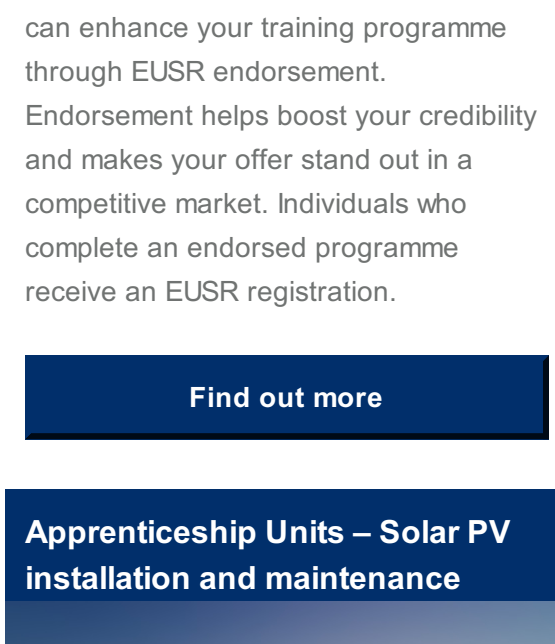 can enhance your training programme
through EUSR endorsement.
Endorsement helps boost your credibility
and makes your offer stand out in a
competitive market. Individuals who
complete an endorsed programme
receive an EUSR registration.
Find out more
Apprenticeship Units – Solar PV
installation and maintenance